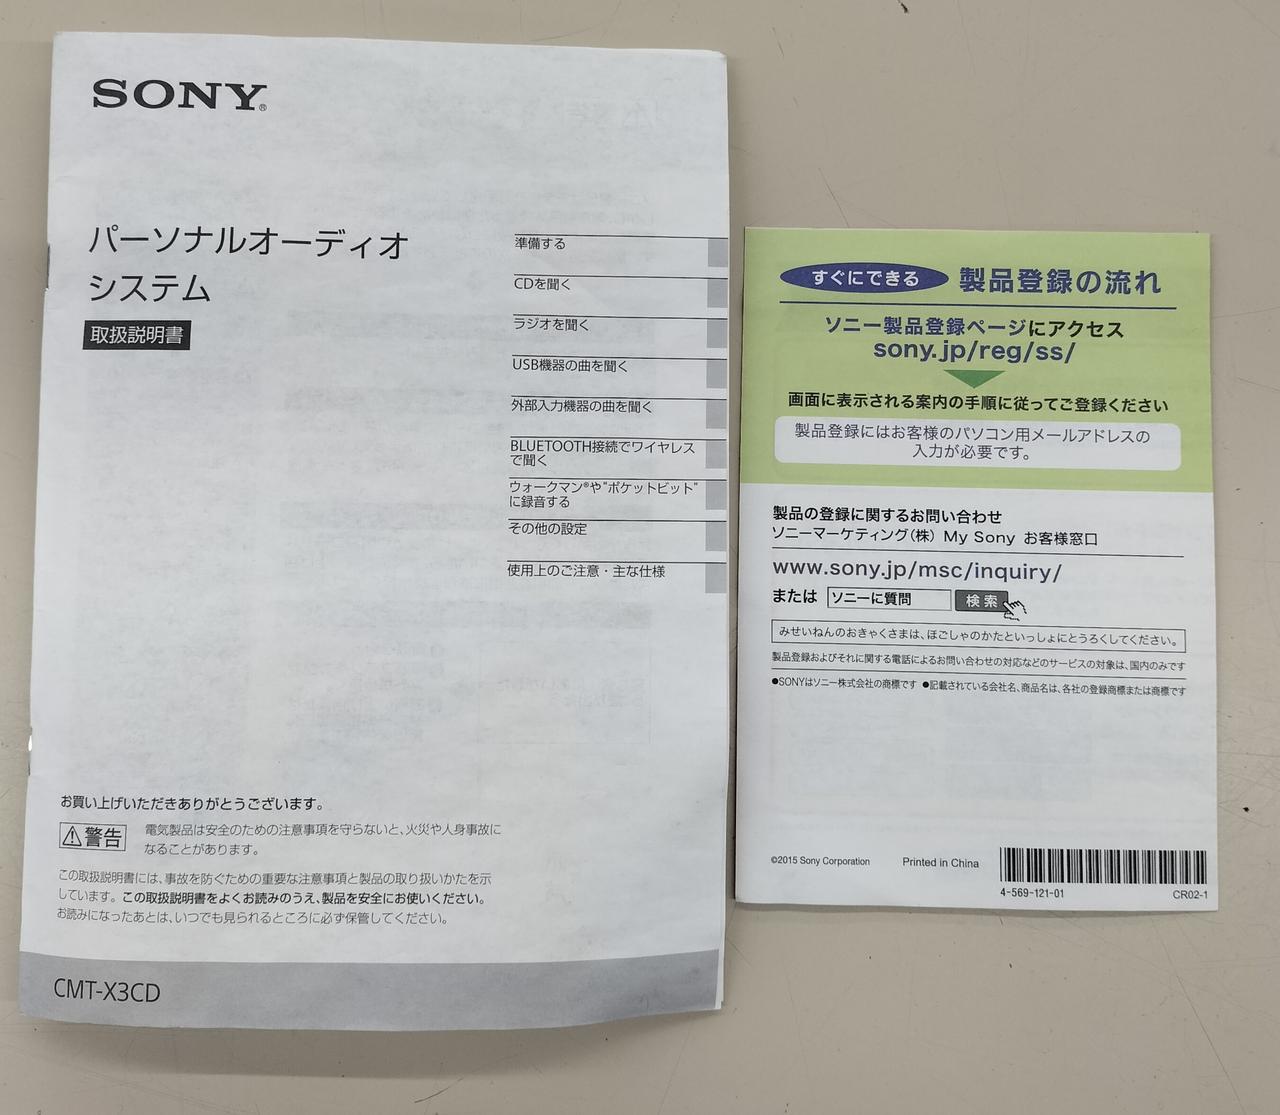 SONY®
パーソナルオーディオ
システム
取扱説明書
準備する
CDを聞く
ラジオを聞く
USB機器の曲を聞く
外部入力機器の曲を聞く
BLUETOOTH接続でワイヤレス
で聞く
ウォークマン®や"ポケットビット"
に録音する
その他の設定
使用上のご注意・主な仕様
お買い上げいただきありがとうございます。
警告
電気製品は安全のための注意事項を守らないと、火災や人身事故に
なることがあります。
この取扱説明書には、事故を防ぐための重要な注意事項と製品の取り扱いかたを示
しています。この取扱説明書をよくお読みのうえ、製品を安全にお使いください。
お読みになったあとは、いつでも見られるところに必ず保管してください。
CMT-X3CD
すぐにできる 製品登録の流れ
ソニー製品登録ページにアクセス
sony.jp/reg/ss/
画面に表示される案内の手順に従ってご登録ください
製品登録にはお客様のパソコン用メールアドレスの
入力が必要です。
製品の登録に関するお問い合わせ
ソニーマーケティング(株) My Sony お客様窓口
www.sony.jp/msc/inquiry/
または ソニーに質問 検索
みせいねんのおきゃくさまは、ほごしゃのかたといっしょにとうろくしてください。
製品登録およびそれに関する電話によるお問い合わせの対応などのサービスの対象は、国内のみです
●SONYはソニー株式会社の商標です ●記載されている会社名、商品名は、各社の登録商標または商標です
©2015 Sony Corporation Printed in China
4-569-121-01 CR02-1